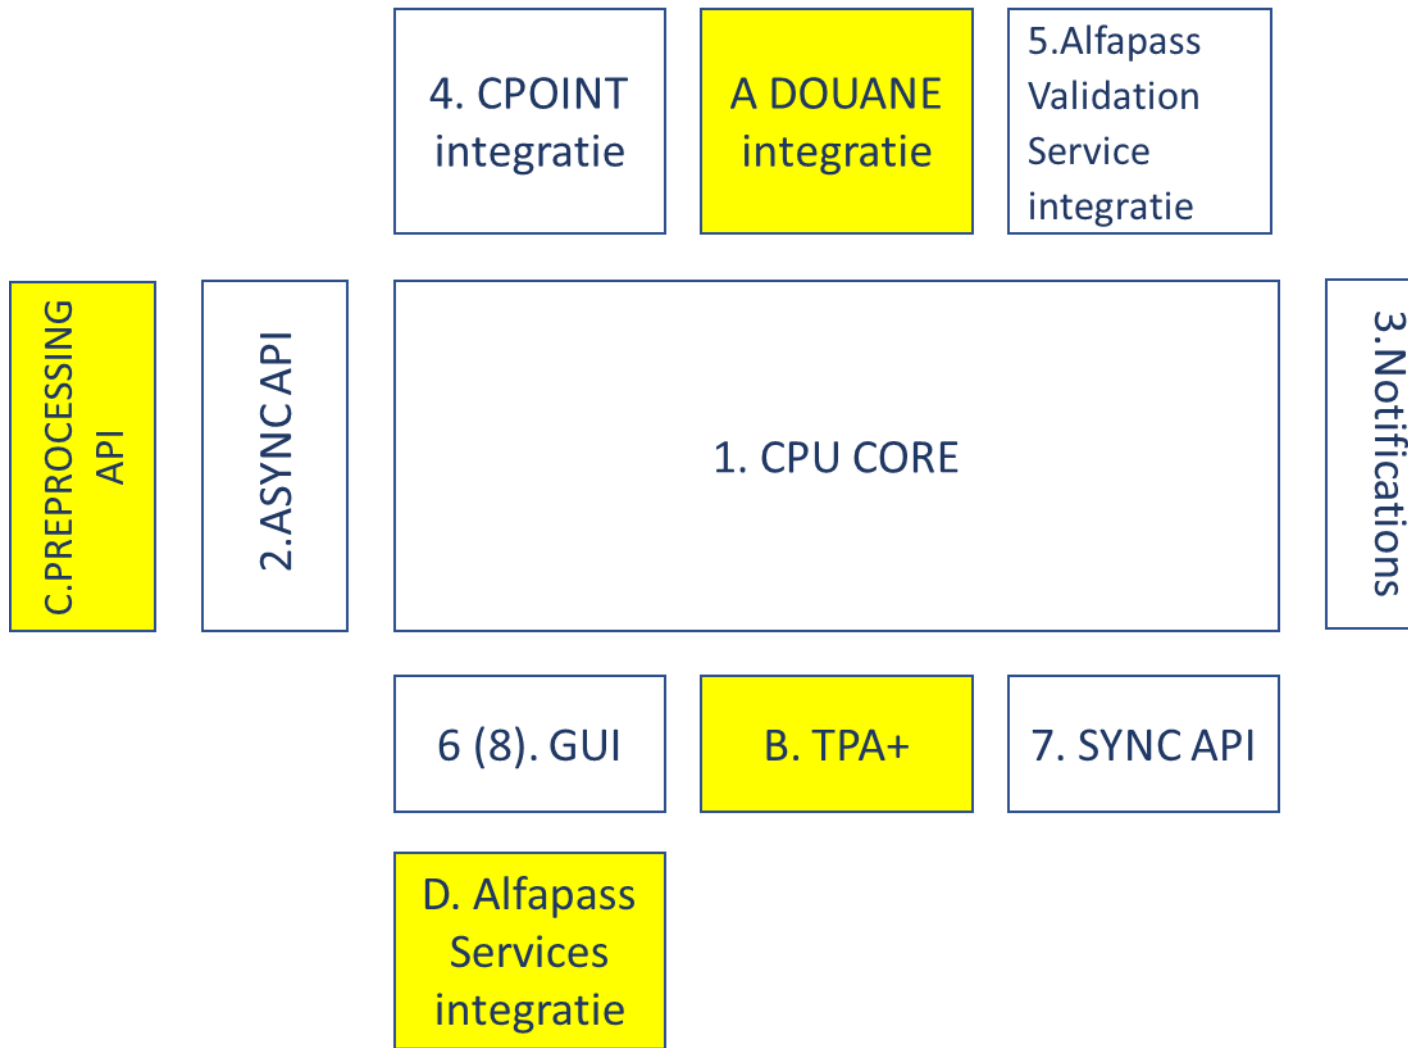 4. CPOINT
integratie
A DOUANE
integratie
5.Alfapass
Validation
Service
integratie
C.PREPROCESSING
API
2.ASYNC API
1. CPU CORE
3.Notifications
6 (8). GUI
B. TPA+
7. SYNC API
D. Alfapass
Services
integratie